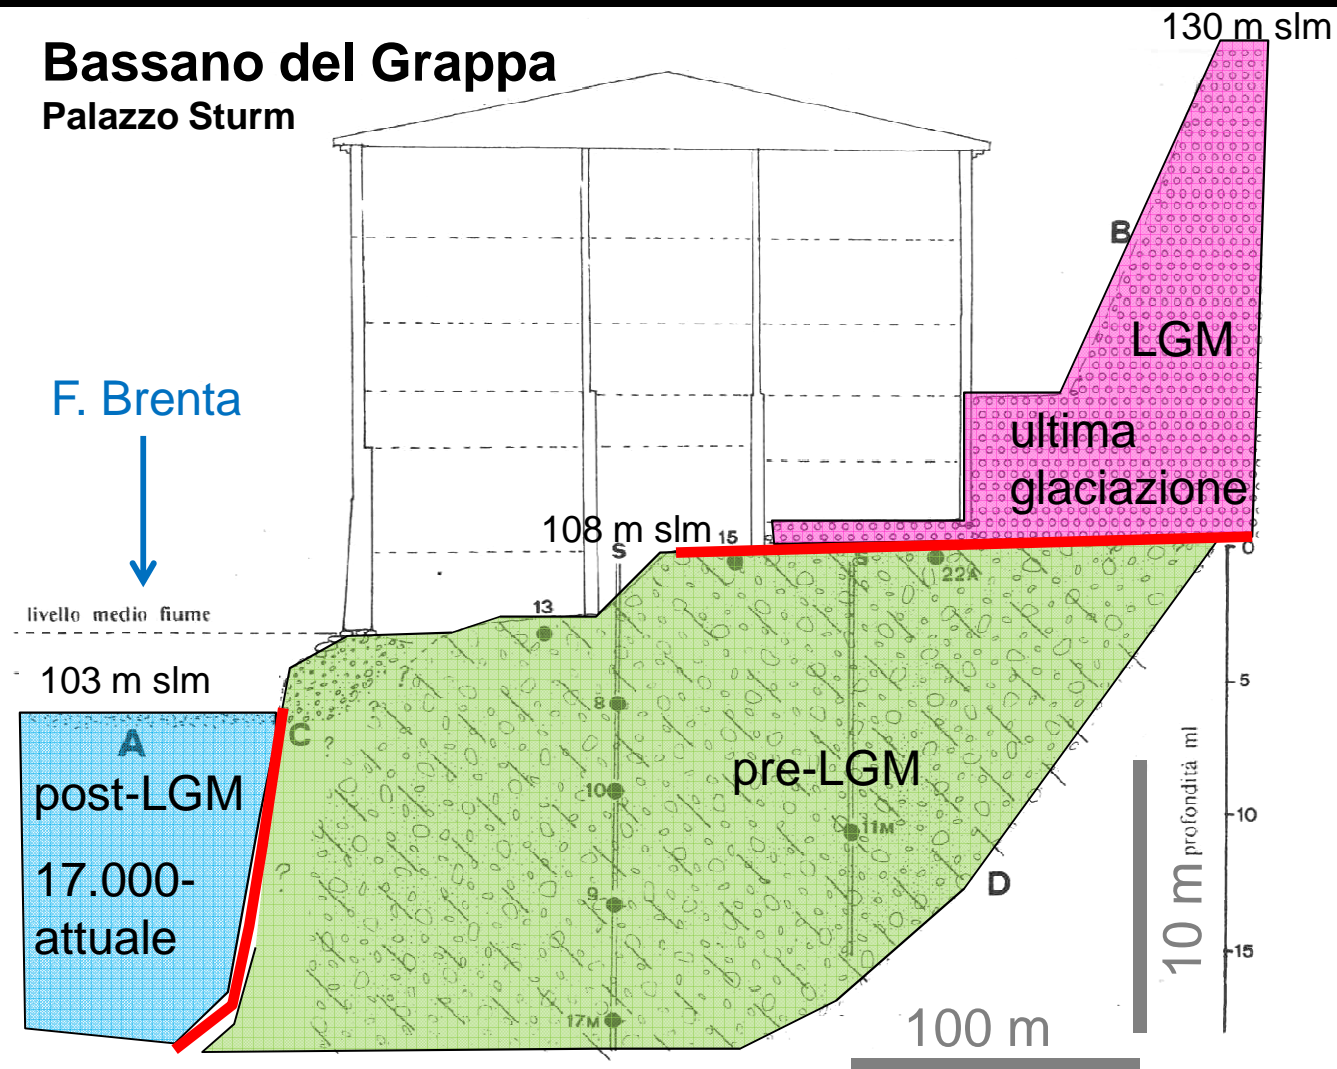 130 m slm
Bassano del Grappa
Palazzo Sturm
B
LGM
F. Brenta
ultima
glaciazione
108 m slm
15
S
S
22A
0
13
livello medio fiume
103 m slm
5
8
A
C
?
?
?
post-LGM
pre-LGM
10
11M
10
17.000-
attuale
9
D
15
17M
profondità ml
10 m
100 m